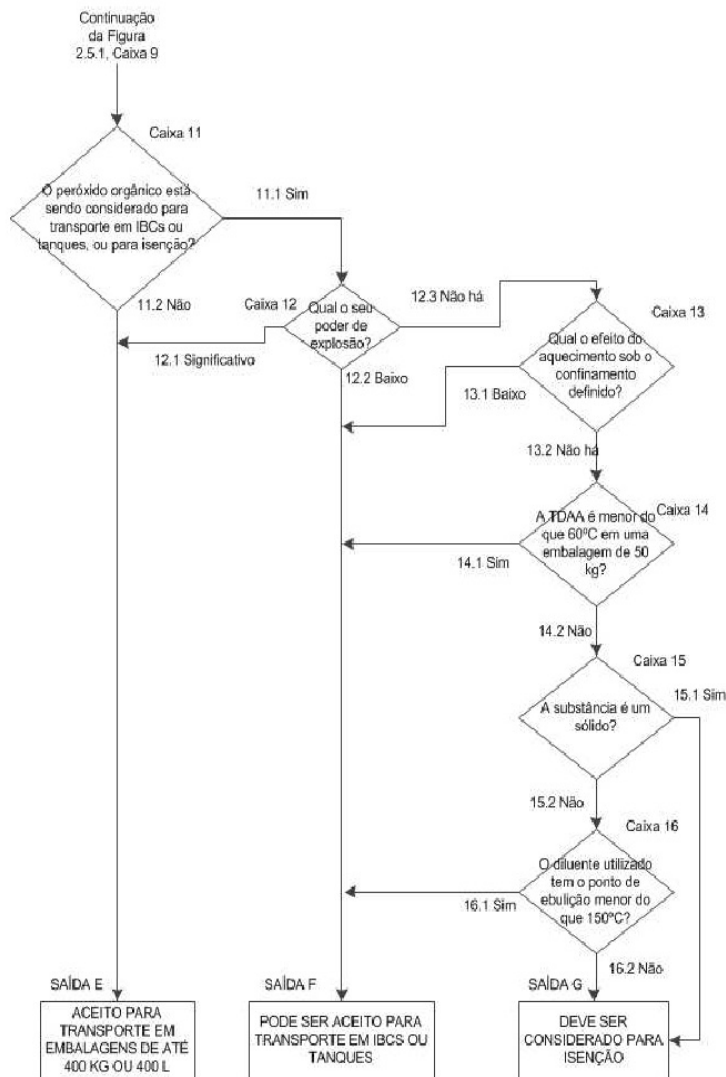 Continuação
da Figura
2.5.1, Caixa 9
Caixa 11
O peróxido orgânico está
sendo considerado para
transporte em IBCs ou
tanques, ou para isenção?
11.1 Sim
11.2 Não
Caixa 12
Qual o seu
poder de
explosão?
12.3 Não há
12.1 Significativo
12.2 Baixo
Caixa 13
Qual o efeito do
aquecimento sob o
confinamento
definido?
13.1 Baixo
13.2 Não há
Caixa 14
A TDAA é menor do
que 60ºC em uma
embalagem de 50
kg?
14.1 Sim
14.2 Não
Caixa 15
15.1 Sim
A substância é um
sólido?
15.2 Não
Caixa 16
O diluente utilizado
tem o ponto de
ebulição menor do
que 150ºC?
16.1 Sim
16.2 Não
SAÍDA E
ACEITO PARA
TRANSPORTE EM
EMBALAGENS DE ATÉ
400 KG OU 400 L
SAÍDA F
PODE SER ACEITO PARA
TRANSPORTE EM IBCS OU
TANQUES
SAÍDA G
DEVE SER
CONSIDERADO PARA
ISENÇÃO